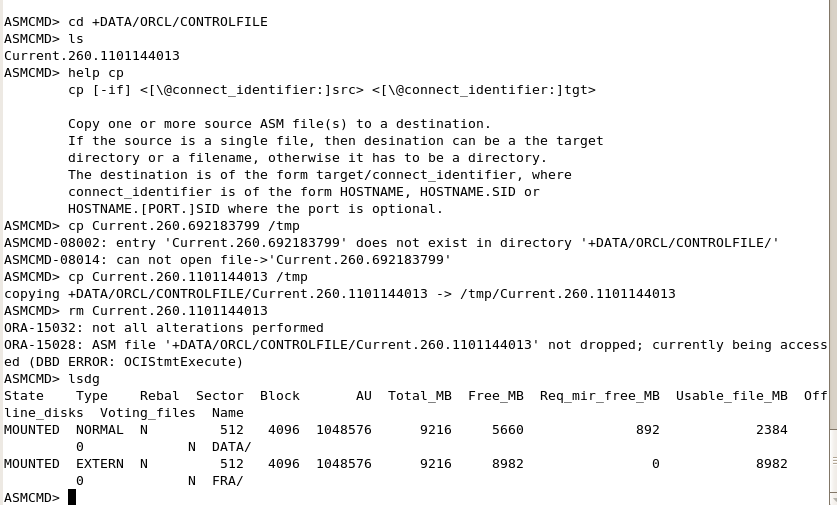 ASMCMD> cd +DATA/ORCL/CONTROLFILE
ASMCMD> ls
Current.260.1101144013
ASMCMD> help cp
        cp [-if] <[\@connect_identifier:]src> <[\@connect_identifier:]tgt>

        Copy one or more source ASM file(s) to a destination.
        If the source is a single file, then desination can be a the target
        directory or a filename, otherwise it has to be a directory.
        The destination is of the form target/connect_identifier, where
        connect_identifier is of the form HOSTNAME, HOSTNAME.SID or
        HOSTNAME.[PORT.]SID where the port is optional.
ASMCMD> cp Current.260.692183799 /tmp
ASMCMD-08002: entry 'Current.260.692183799' does not exist in directory '+DATA/ORCL/CONTROLFILE/'
ASMCMD-08014: can not open file->'Current.260.692183799'
ASMCMD> cp Current.260.1101144013 /tmp
copying +DATA/ORCL/CONTROLFILE/Current.260.1101144013 -> /tmp/Current.260.1101144013
ASMCMD> rm Current.260.1101144013
ORA-15032: not all alterations performed
ORA-15028: ASM file '+DATA/ORCL/CONTROLFILE/Current.260.1101144013' not dropped; currently being access
ed (DBD ERROR: OCIStmtExecute)
ASMCMD> lsdg
State    Type    Rebal  Sector  Block       AU  Total_MB  Free_MB  Req_mir_free_MB  Usable_file_MB  Off
line_disks  Voting_files  Name
MOUNTED  NORMAL  N         512   4096  1048576      9216     5660              892            2384
         0             N  DATA/
MOUNTED  EXTERN  N         512   4096  1048576      9216     8982                0            8982
         0             N  FRA/
ASMCMD>